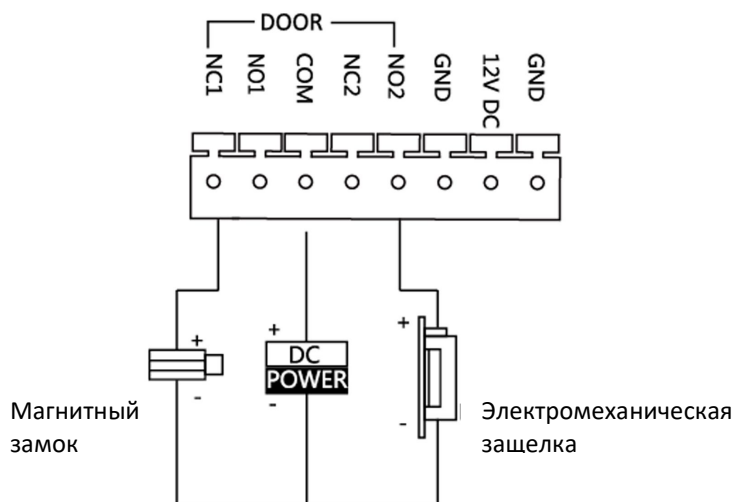 DOOR
NC1
NO1
COM
NC2
NO2
GND
12V DC
GND
+
-
+
DC
POWER
-
+
-
Магнитный
замок
Электромеханическая
защелка